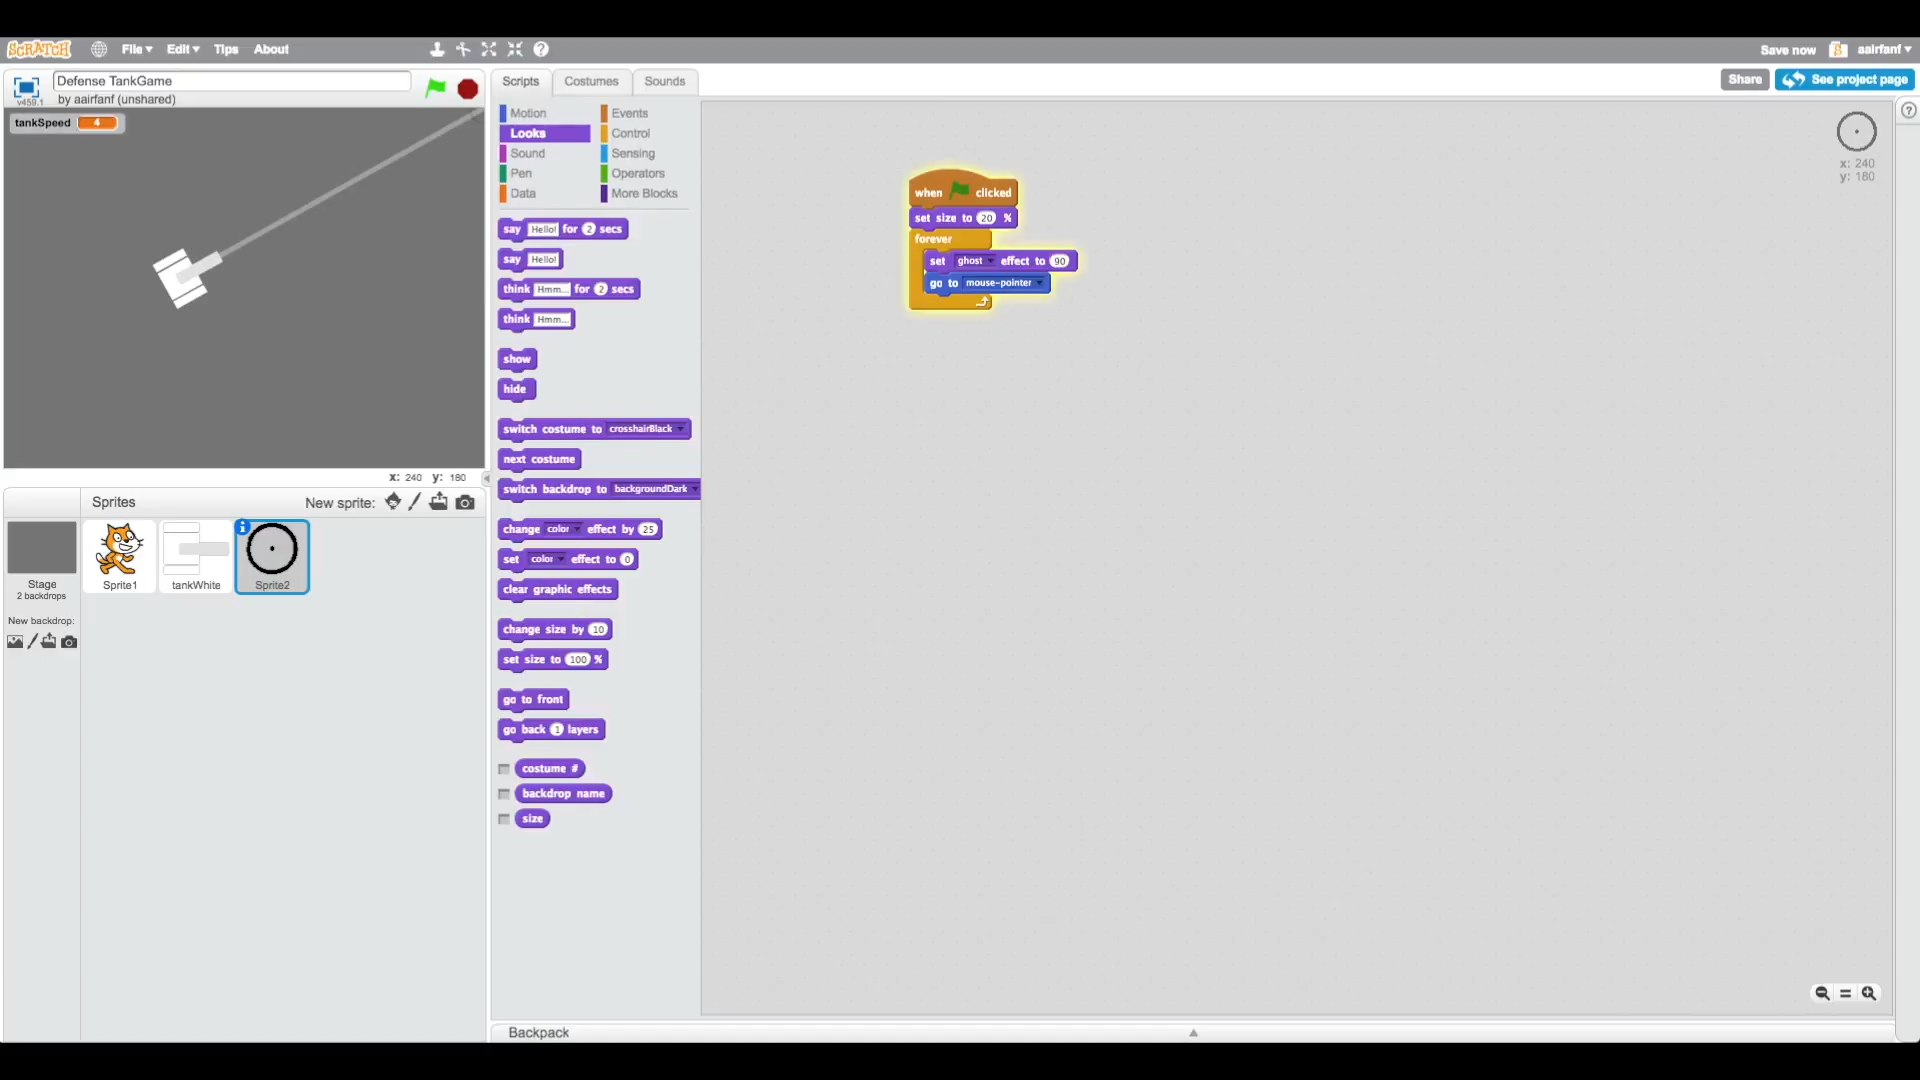 SCRATCH File Edit Tips About Save now aairfanf
v459.1 Defense TankGame Scripts Costumes Sounds Share See project page
by aairfanf (unshared)
tankSpeed 4
Motion Events
Looks Control
Sound Sensing
Pen Operators
Data More Blocks
say Hello! for 2 secs
say Hello!
think Hmm... for 2 secs
think Hmm...
show
hide
switch costume to crosshairBlack
next costume
switch backdrop to backgroundDark
change color effect by 25
set color effect to 0
clear graphic effects
change size by 10
set size to 100 %
go to front
go back 1 layers
costume #
backdrop name
size
when clicked
set size to 20 %
forever
set ghost effect to 90
go to mouse-pointer
x: 240
y: 180
x: 240 y: 180
Sprites New sprite:
Stage
2 backdrops
New backdrop:
Sprite1 tankWhite Sprite2
Backpack